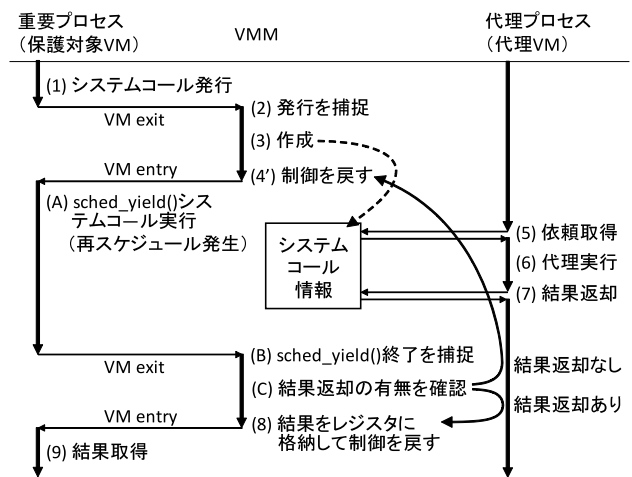 重要プロセス
（保護対象VM）
VMM
代理プロセス
（代理VM）
(1) システムコール発行
VM exit
(2) 発行を捕捉
(3) 作成
VM entry
(4') 制御を戻す
(A) sched_yield()シス
テムコール実行
（再スケジュール発生）
システム
コール
情報
(5) 依頼取得
(6) 代理実行
(7) 結果返却
VM exit
(B) sched_yield()終了を捕捉
(C) 結果返却の有無を確認
結果返却なし
結果返却あり
VM entry
(8) 結果をレジスタに
格納して制御を戻す
(9) 結果取得